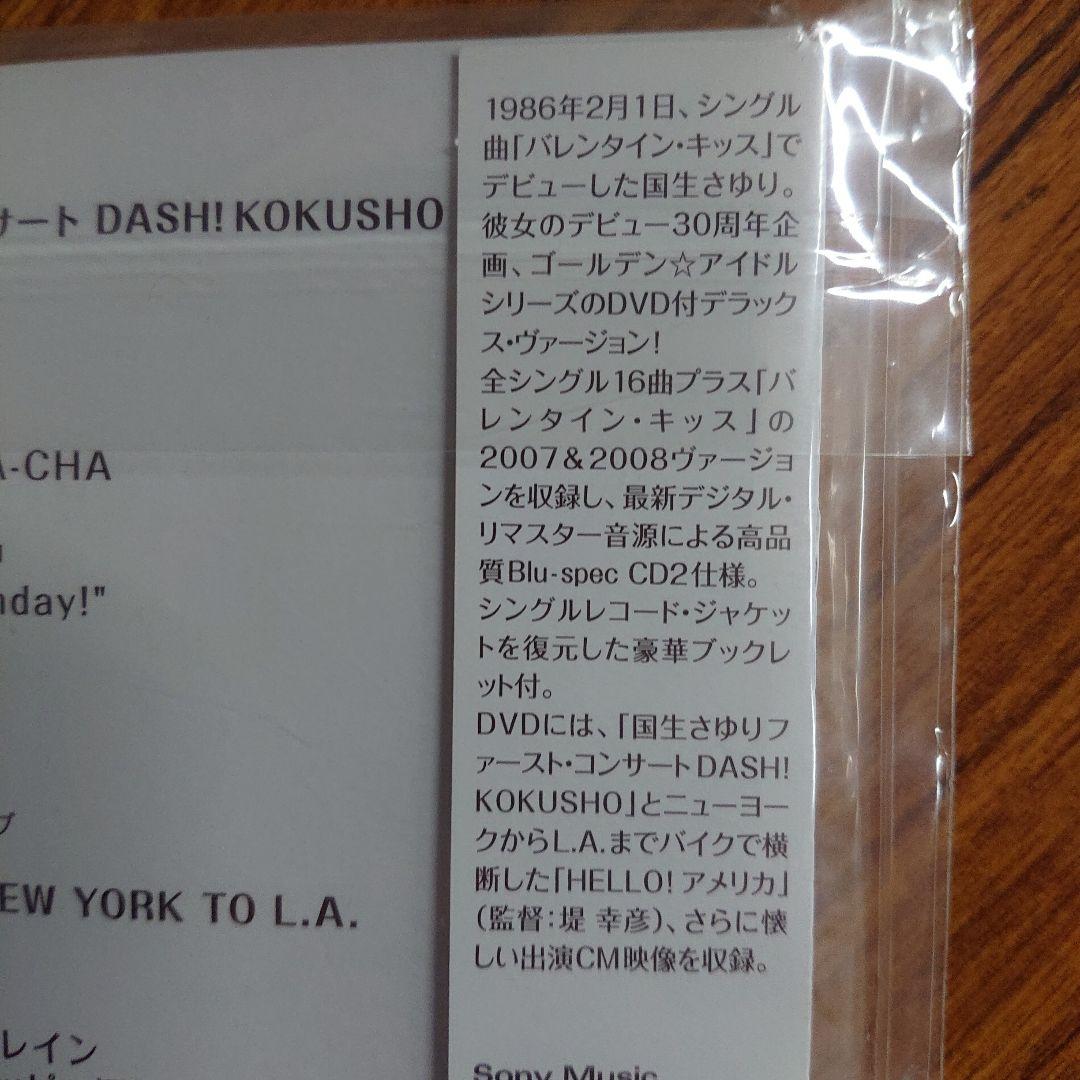 サート DASH! KOKUSHO
A-CHA
nday!"
ブ
EW YORK TO L.A.
レイン
1986年2月1日、シングル
曲「バレンタイン・キッス」で
デビューした国生さゆり。
彼女のデビュー30周年企
画、ゴールデン☆アイドル
シリーズのDVD付デラック
ス・ヴァージョン!
全シングル16曲プラス「バ
レンタイン・キッス」の
2007&2008ヴァージョ
ンを収録し、最新デジタル・
リマスター音源による高品
質Blu-spec CD2仕様。
シングルレコード・ジャケッ
トを復元した豪華ブックレ
ット付。
DVDには、「国生さゆりフ
ァースト・コンサートDASH!
KOKUSHO」とニューヨー
クからL.A.までバイクで横
断した「HELLO! アメリカ」
(監督:堤 幸彦)、さらに懐
しい出演CM映像を収録。
Sony Music